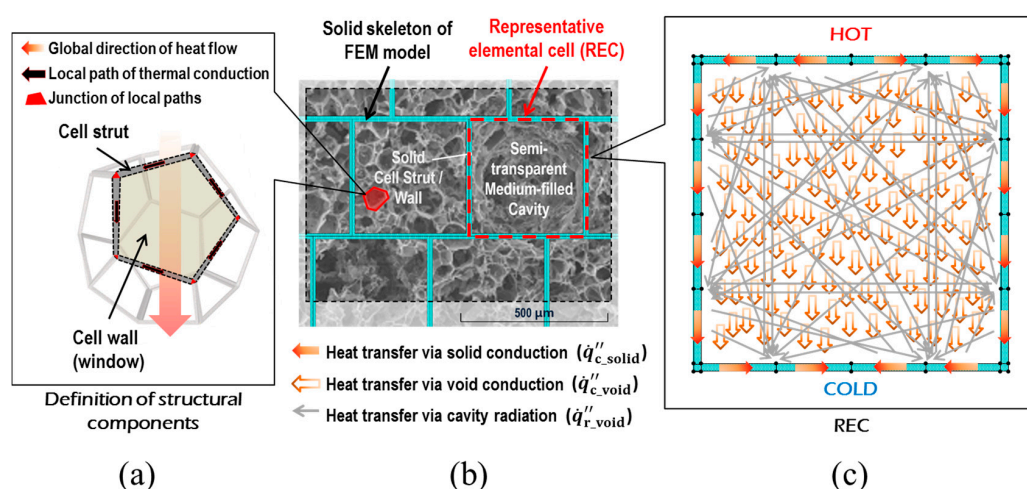 Global direction of heat flow
Local path of thermal conduction
Junction of local paths
Cell strut
Cell wall
(window)
Definition of structural
components
(a)
Solid skeleton of
FEM model
Representative
elemental cell (REC)
Solid
Cell Strut /
Wall
Semi-
transparent
Medium-filled
Cavity
500 μm
Heat transfer via solid conduction (q̇″c_solid)
Heat transfer via void conduction (q̇″c_void)
Heat transfer via cavity radiation (q̇″r_void)
(b)
HOT
COLD
REC
(c)